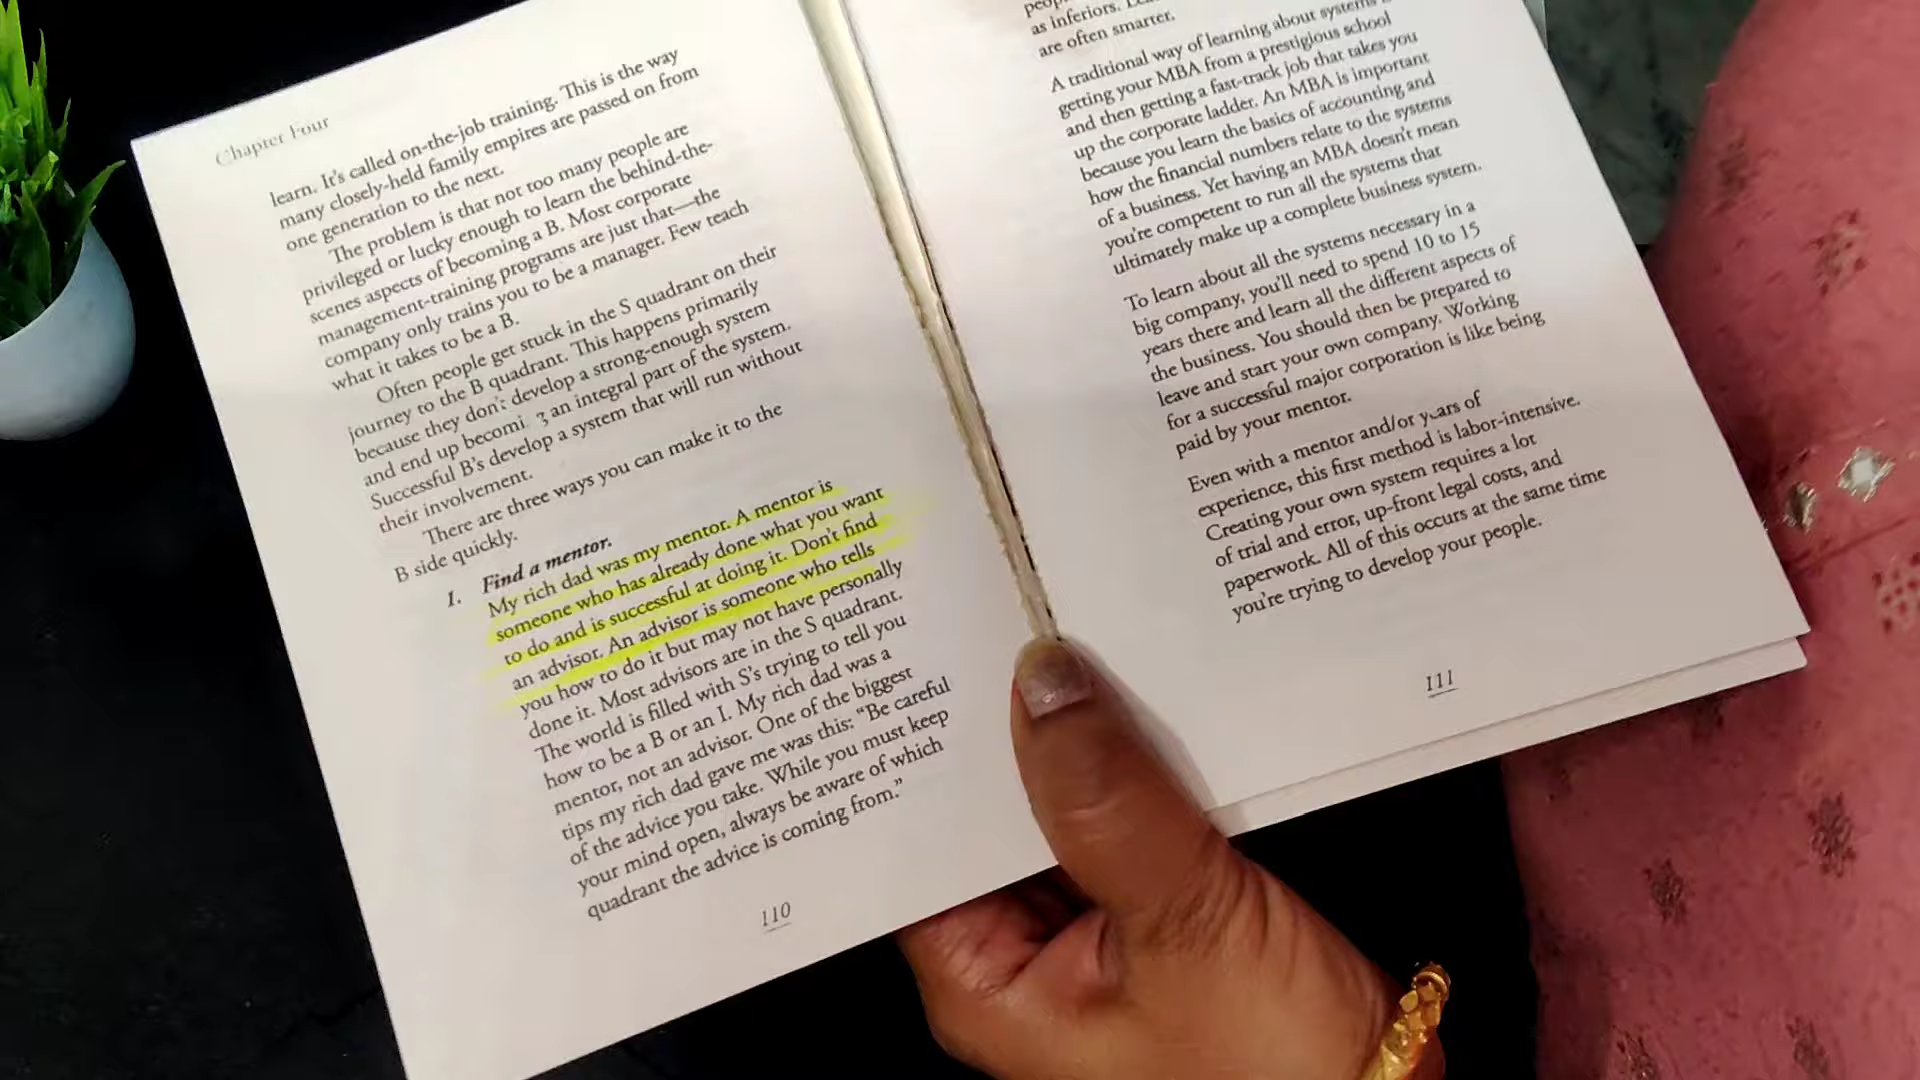 Chapter Four
learn. It's called on-the-job training. This is the way
many closely-held family empires are passed on from
one generation to the next.
The problem is that not too many people are
privileged or lucky enough to learn the behind-the-
scenes aspects of becoming a B. Most corporate
management-training programs are just that—the
company only trains you to be a manager. Few teach
what it takes to be a B.
Often people get stuck in the S quadrant on their
journey to the B quadrant. This happens primarily
because they don't develop a strong-enough system
and end up becoming an integral part of the system.
Successful B's develop a system that will run without
their involvement.
There are three ways you can make it to the
B side quickly.
1. Find a mentor.
My rich dad was my mentor. A mentor is
someone who has already done what you want
to do and is successful at doing it. Don't find
an advisor. An advisor is someone who tells
you how to do it but may not have personally
done it. Most advisors are in the S quadrant.
The world is filled with S's trying to tell you
how to be a B or an I. My rich dad was a
mentor, not an advisor. One of the biggest
tips my rich dad gave me was this: “Be careful
of the advice you take. While you must keep
your mind open, always be aware of which
quadrant the advice is coming from.”
110
as inferiors.
are often smarter.
A traditional way of learning about systems is
getting your MBA from a prestigious school
and then getting a fast-track job that takes you
up the corporate ladder. An MBA is important
because you learn the basics of accounting and
how the financial numbers relate to the systems
of a business. Yet having an MBA doesn't mean
you're competent to run all the systems that
ultimately make up a complete business system.
To learn about all the systems necessary in a
big company, you'll need to spend 10 to 15
years there and learn all the different aspects of
the business. You should then be prepared to
leave and start your own company. Working
for a successful major corporation is like being
paid by your mentor.
Even with a mentor and/or years of
experience, this first method is labor-intensive.
Creating your own system requires a lot
of trial and error, up-front legal costs, and
paperwork. All of this occurs at the same time
you're trying to develop your people.
111